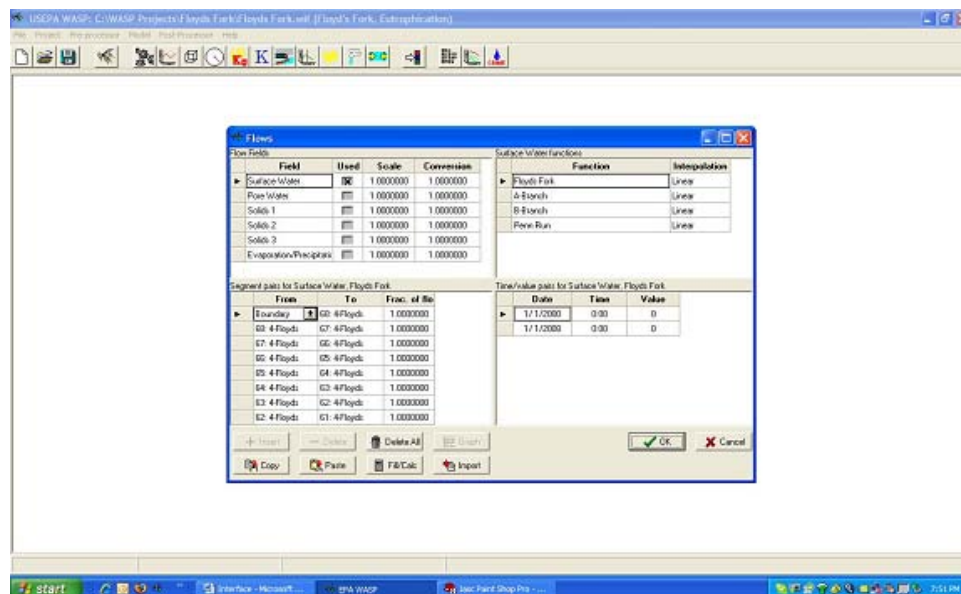 USEPA WASP: C:\WASP Projects\Floyds Fork\Floyds Fork.wif [Floyd's Fork, Eutrophication]
File Project Pre-processor Model Post-Processor Help
Flows
Flow Fields
Field Used Scale Conversion
Surface Water 1.0000000 1.0000000
Pore Water 1.0000000 1.0000000
Solids 1 1.0000000 1.0000000
Solids 2 1.0000000 1.0000000
Solids 3 1.0000000 1.0000000
Evaporation/Precipitatio 1.0000000 1.0000000
Surface Water functions
Function Interpolation
Floyds Fork Linear
A-Branch Linear
B-Branch Linear
Penn Run Linear
Segment pairs for Surface Water, Floyds Fork
From To Frac. of flo
Boundary 68: 4-Floyds 1.0000000
68: 4-Floyds 67: 4-Floyds 1.0000000
67: 4-Floyds 66: 4-Floyds 1.0000000
66: 4-Floyds 65: 4-Floyds 1.0000000
65: 4-Floyds 64: 4-Floyds 1.0000000
64: 4-Floyds 63: 4-Floyds 1.0000000
63: 4-Floyds 62: 4-Floyds 1.0000000
62: 4-Floyds 61: 4-Floyds 1.0000000
Time/value pairs for Surface Water, Floyds Fork
Date Time Value
1/1/2000 0:00 0
1/1/2000 0:00 0
Insert Delete Delete All Graph
OK Cancel
Copy Paste Fill/Calc Import
start
Interface - Microsoft ...
EPA WASP
Jasc Paint Shop Pro - ...
7:51 PM